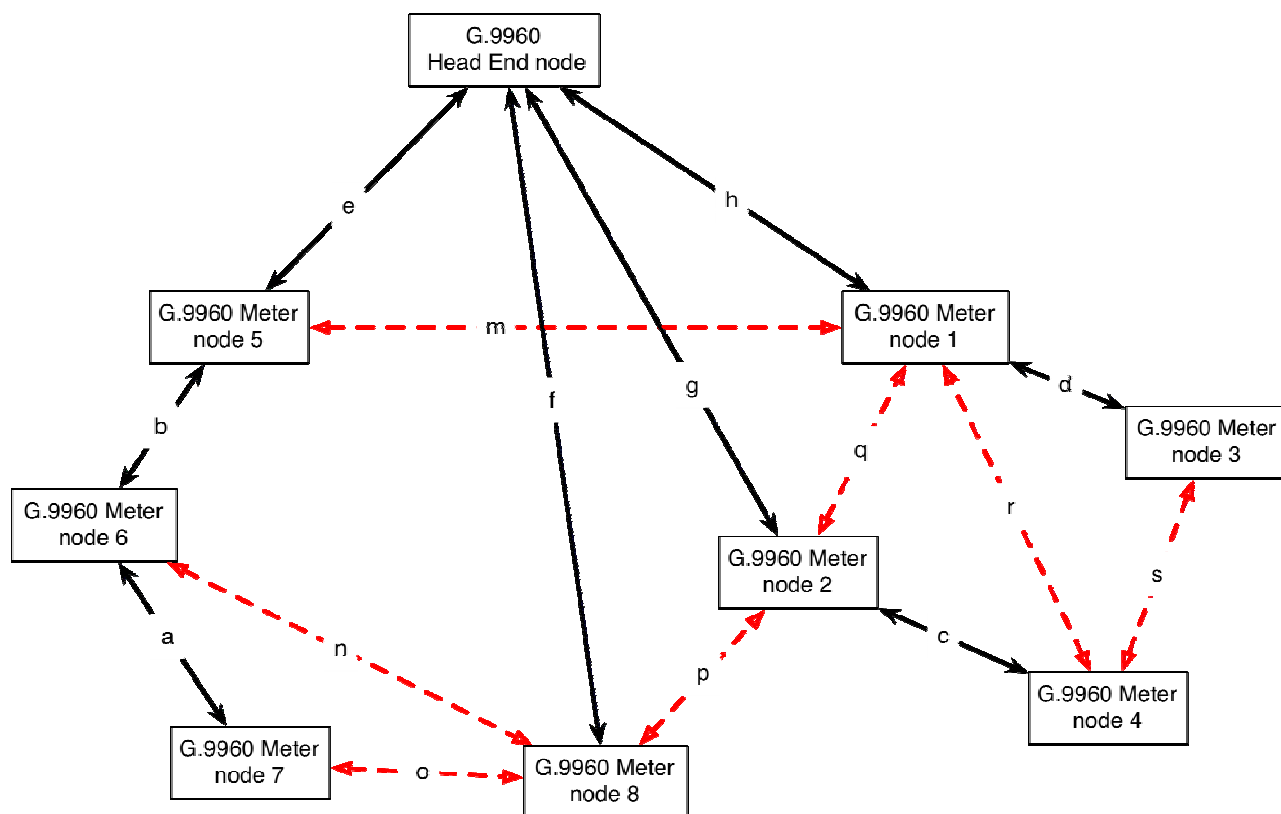 G.9960
Head End node
e
h
G.9960 Meter
node 5
m
G.9960 Meter
node 1
f
g
d
b
q
G.9960 Meter
node 3
r
G.9960 Meter
node 6
G.9960 Meter
node 2
s
a
n
p
c
G.9960 Meter
node 4
G.9960 Meter
node 7
o
G.9960 Meter
node 8